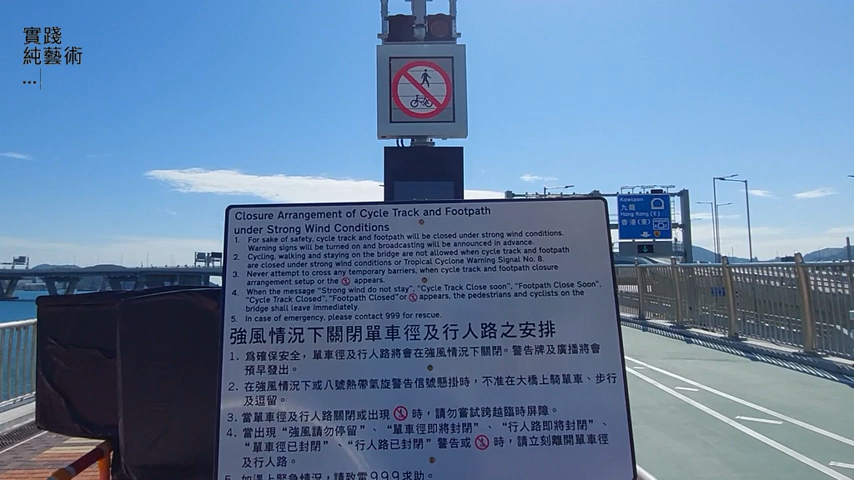 實踐
純藝術
...
Kowloon
九龍
Hong Kong (E)
香港(東)
Closure Arrangement of Cycle Track and Footpath
under Strong Wind Conditions
1. For sake of safety, cycle track and footpath will be closed under strong wind conditions.
Warning signs will be turned on and broadcasting will be announced in advance.
2. Cycling, walking and staying on the bridge are not allowed when cycle track and footpath
are closed under strong wind conditions or Tropical Cyclone Warning Signal No. 8.
3. Never attempt to cross any temporary barriers, when cycle track and footpath closure
arrangement setup or the appears.
4. When the message "Strong wind do not stay", "Cycle Track Close soon", "Footpath Close Soon",
"Cycle Track Closed", "Footpath Closed"or appears, the pedestrians and cyclists on the
bridge shall leave immediately.
5. In case of emergency, please contact 999 for rescue.
強風情況下關閉單車徑及行人路之安排
1. 爲確保安全，單車徑及行人路將會在強風情況下關閉。警告牌及廣播將會
預早發出。
2. 在強風情況下或八號熱帶氣旋警告信號懸掛時，不准在大橋上騎單車、步行
及逗留。
3. 當單車徑及行人路關閉或出現 時，請勿嘗試跨越臨時屏障。
4. 當出現 "強風請勿停留"、"單車徑即將封閉"、"行人路即將封閉"、
"單車徑已封閉"、"行人路已封閉" 警告或 時，請立刻離開單車徑
及行人路。
5. 如遇上緊急情況，請致電999求助。